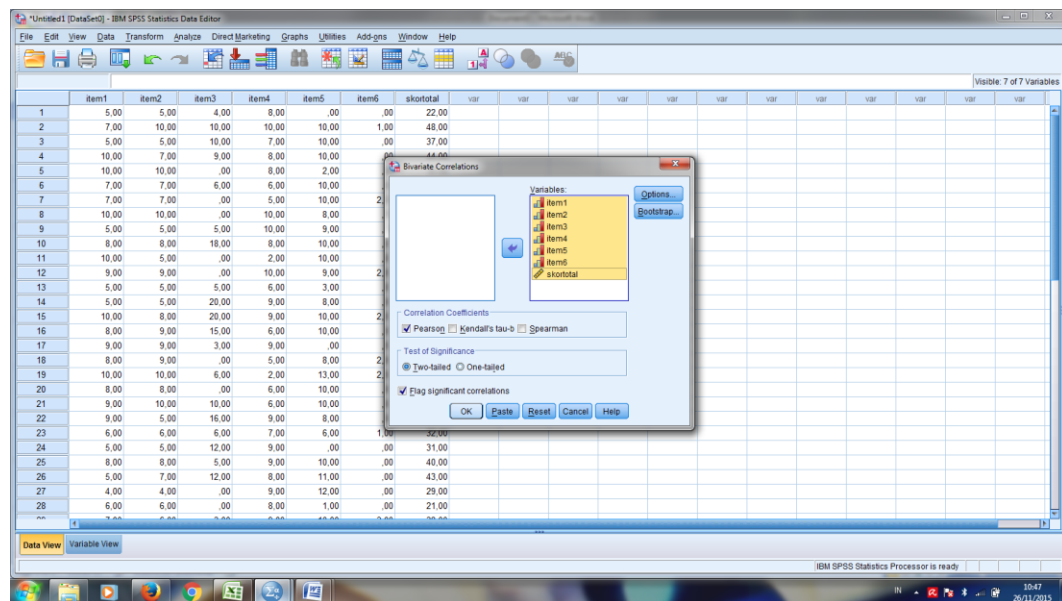 *Untitled1 [DataSet0] - IBM SPSS Statistics Data Editor
File Edit View Data Transform Analyze Direct Marketing Graphs Utilities Add-ons Window Help
Visible: 7 of 7 Variables
item1 item2 item3 item4 item5 item6 skortotal var var var var var var var var var var
1 5,00 5,00 4,00 8,00 ,00 ,00 22,00
2 7,00 10,00 10,00 10,00 10,00 1,00 48,00
3 5,00 5,00 10,00 7,00 10,00 ,00 37,00
4 10,00 7,00 9,00 8,00 10,00
5 10,00 10,00 ,00 8,00 2,00
6 7,00 7,00 6,00 6,00 10,00
7 7,00 7,00 ,00 5,00 10,00 2,
8 10,00 10,00 ,00 10,00 8,00
9 5,00 5,00 5,00 10,00 9,00
10 8,00 8,00 18,00 8,00 10,00
11 10,00 5,00 ,00 2,00 10,00
12 9,00 9,00 ,00 10,00 9,00 2,
13 5,00 5,00 5,00 6,00 3,00
14 5,00 5,00 20,00 9,00 8,00
15 10,00 8,00 20,00 9,00 10,00 2,
16 8,00 9,00 15,00 6,00 10,00
17 9,00 9,00 3,00 9,00 ,00
18 8,00 9,00 ,00 5,00 8,00 2,
19 10,00 10,00 6,00 2,00 13,00 2,
20 8,00 8,00 ,00 6,00 10,00
21 9,00 10,00 10,00 6,00 10,00
22 9,00 5,00 16,00 9,00 8,00
23 6,00 6,00 6,00 7,00 6,00 1,00 32,00
24 5,00 5,00 12,00 9,00 ,00 ,00 31,00
25 8,00 8,00 5,00 9,00 10,00 ,00 40,00
26 5,00 7,00 12,00 8,00 11,00 ,00 43,00
27 4,00 4,00 ,00 9,00 12,00 ,00 29,00
28 6,00 6,00 ,00 8,00 1,00 ,00 21,00
Bivariate Correlations
Variables:
item1
item2
item3
item4
item5
item6
skortotal
Options...
Bootstrap...
Correlation Coefficients
Pearson Kendall's tau-b Spearman
Test of Significance
Two-tailed One-tailed
Flag significant correlations
OK Paste Reset Cancel Help
Data View Variable View
IBM SPSS Statistics Processor is ready
IN
10:47
26/11/2015